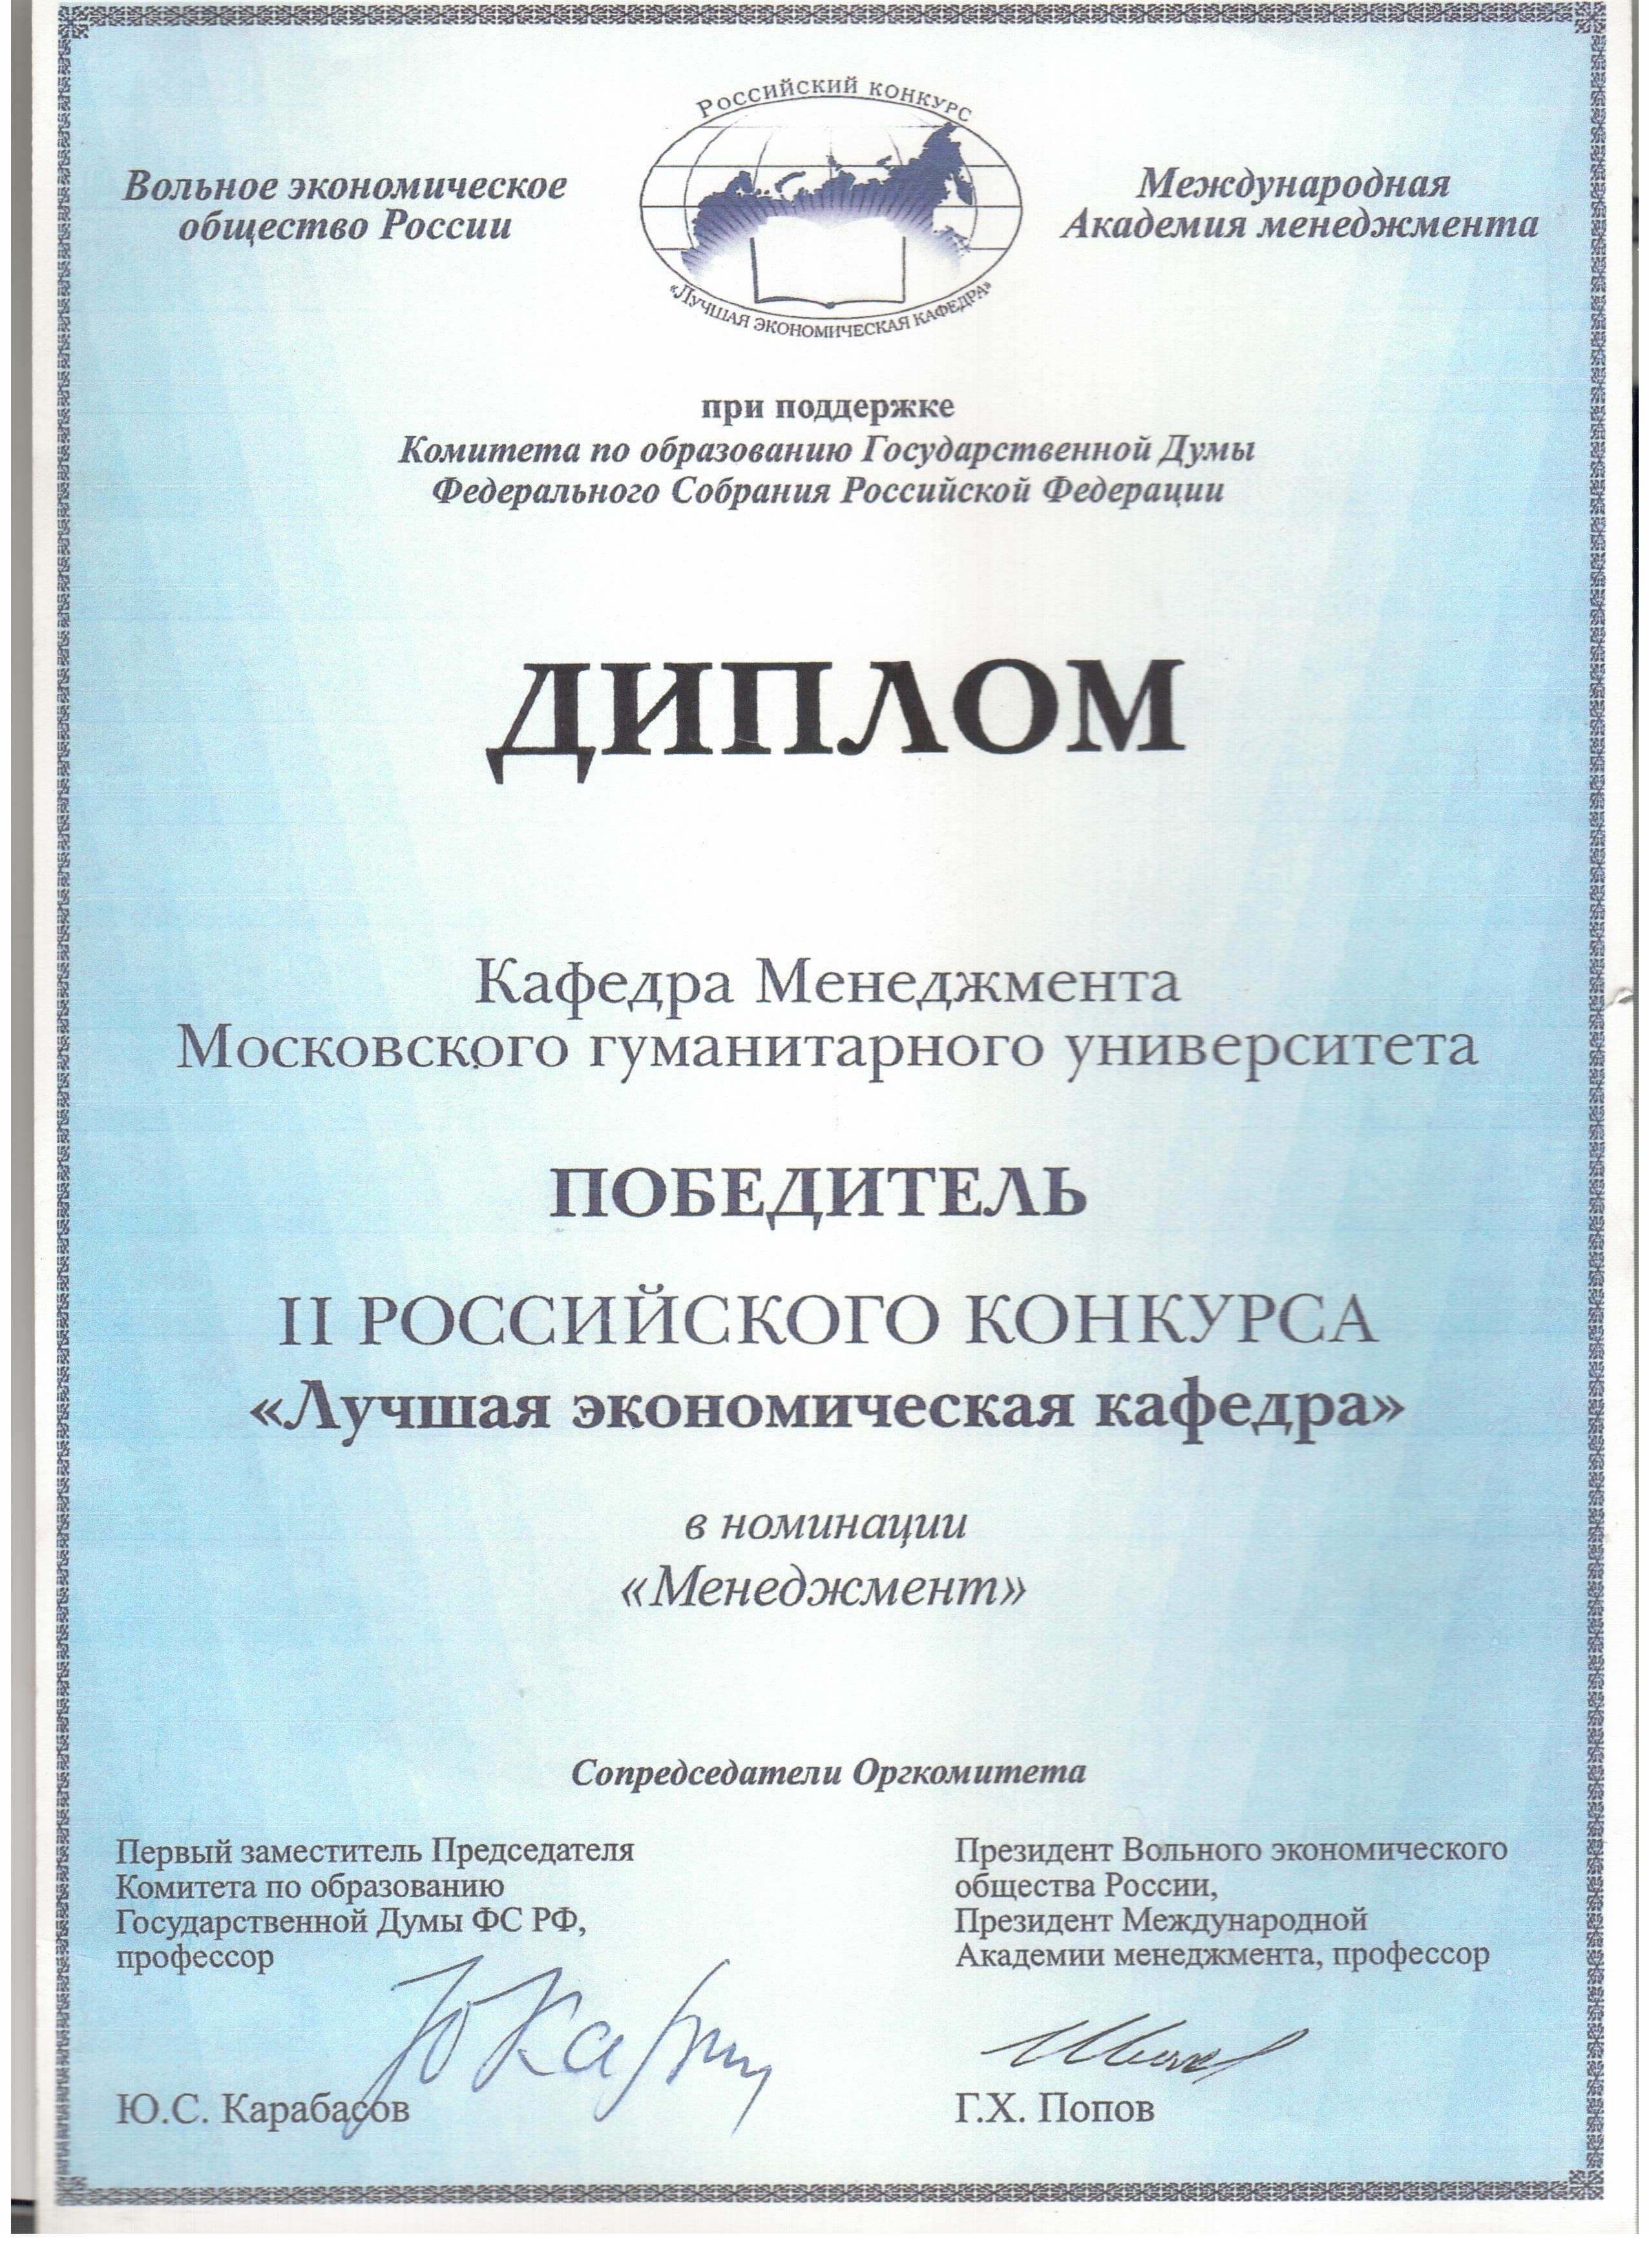 Российский конкурс
Вольное экономическое
общество России
Международная
Академия менеджмента
«Лучшая экономическая кафедра»
при поддержке
Комитета по образованию Государственной Думы
Федерального Собрания Российской Федерации
ДИПЛОМ
Кафедра Менеджмента
Московского гуманитарного университета
ПОБЕДИТЕЛЬ
II РОССИЙСКОГО КОНКУРСА
«Лучшая экономическая кафедра»
в номинации
«Менеджмент»
Сопредседатели Оргкомитета
Первый заместитель Председателя
Комитета по образованию
Государственной Думы ФС РФ,
профессор
Ю.С. Карабасов
Президент Вольного экономического
общества России,
Президент Международной
Академии менеджмента, профессор
Г.Х. Попов